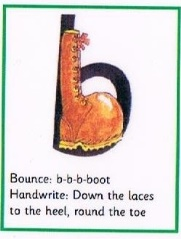 b
Bounce: b-b-b-boot
Handwrite: Down the laces
to the heel, round the toe